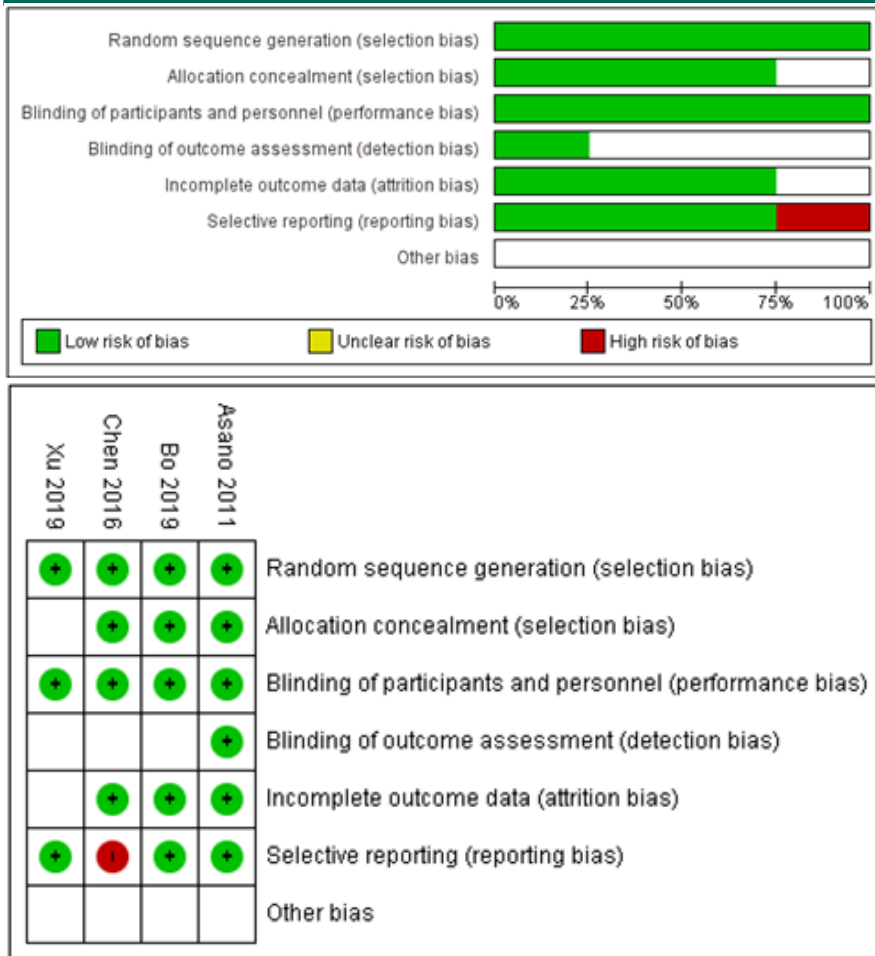 Random sequence generation (selection bias)
Allocation concealment (selection bias)
Blinding of participants and personnel (performance bias)
Blinding of outcome assessment (detection bias)
Incomplete outcome data (attrition bias)
Selective reporting (reporting bias)
Other bias
0% 25% 50% 75% 100%
Low risk of bias Unclear risk of bias High risk of bias
Xu 2019 Chen 2016 Bo 2019 Asano 2011
+ + + + Random sequence generation (selection bias)
+ + + Allocation concealment (selection bias)
+ + + + Blinding of participants and personnel (performance bias)
+ Blinding of outcome assessment (detection bias)
+ + + Incomplete outcome data (attrition bias)
+ - + + Selective reporting (reporting bias)
Other bias